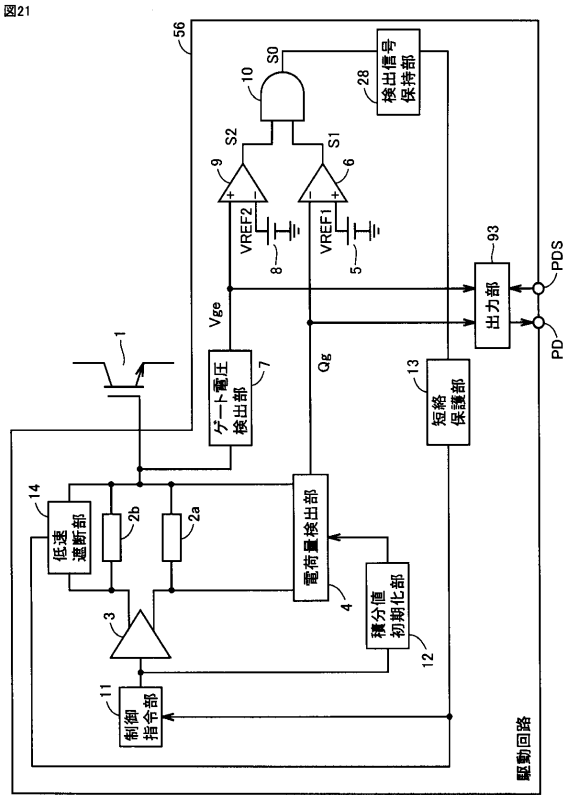 図21
56
駆動回路
11
制御
指令部
3
14
低速
遮断部
2b
2a
1
4
電荷量検出部
12
積分値
初期化部
7
ゲート電圧
検出部
Vge
Qg
9
+
-
S2
VREF2
8
6
-
+
S1
VREF1
5
10
S0
28
検出信号
保持部
13
短絡
保護部
93
出力部
PD
PDS